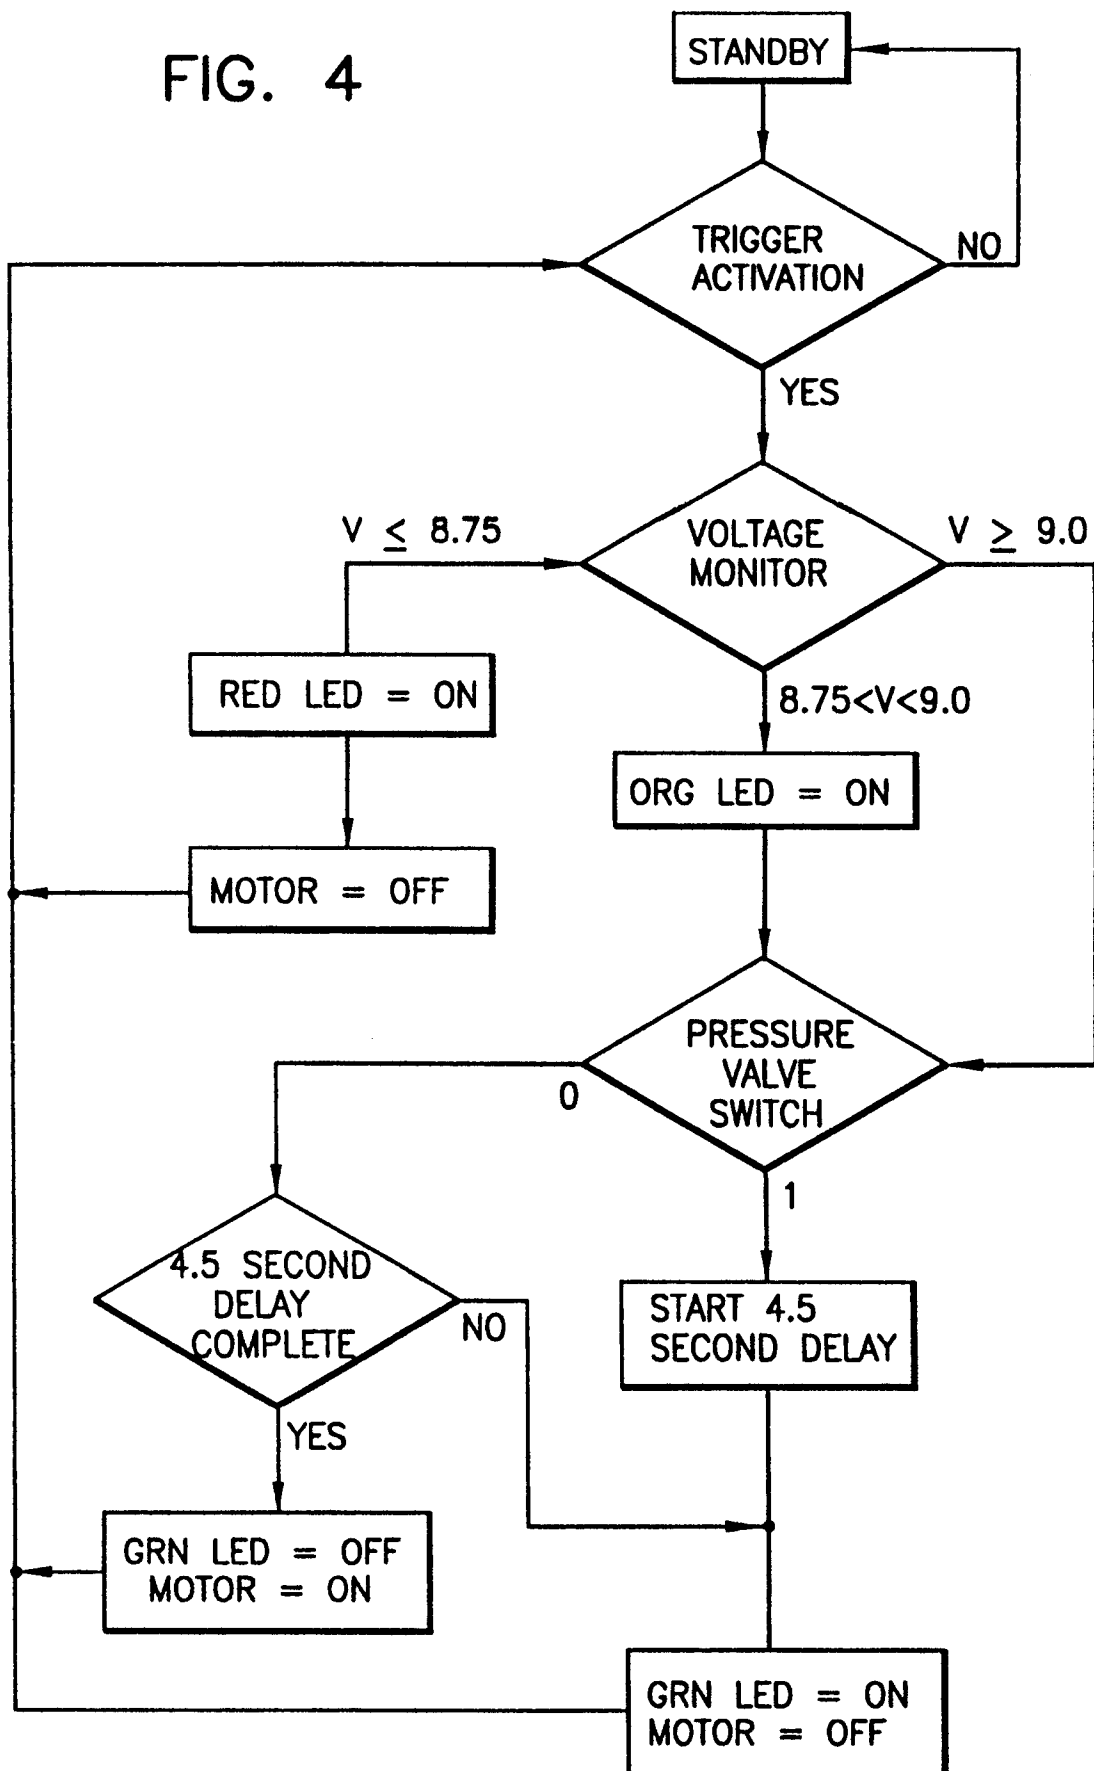 FIG. 4
STANDBY
TRIGGER
ACTIVATION
NO
YES
V ≤ 8.75
VOLTAGE
MONITOR
V ≥ 9.0
RED LED = ON
8.75<V<9.0
ORG LED = ON
MOTOR = OFF
PRESSURE
VALVE
SWITCH
0
1
4.5 SECOND
DELAY
COMPLETE
NO
START 4.5
SECOND DELAY
YES
GRN LED = OFF
MOTOR = ON
GRN LED = ON
MOTOR = OFF